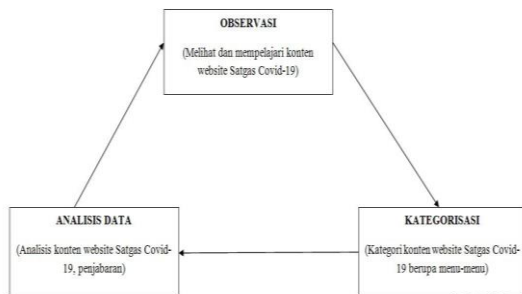 OBSERVASI
(Melihat dan mempelajari konten
website Satgas Covid-19)
ANALISIS DATA
(Analisis konten website Satgas Covid-
19, penjabaran)
KATEGORISASI
(Kategori konten website Satgas Covid-
19 berupa menu-menu)